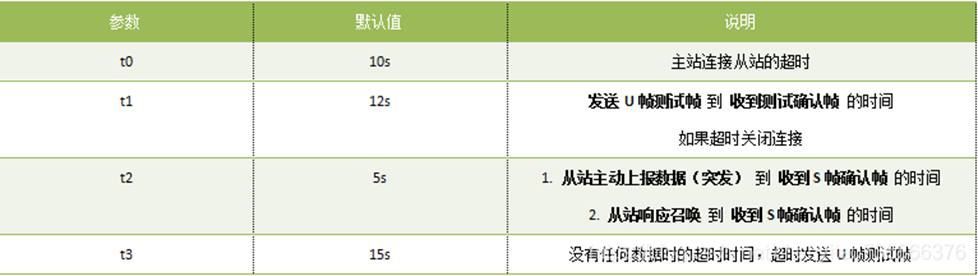 参数 默认值 说明
t0 10s 主站连接从站的超时
t1 12s 发送 U 帧测试帧 到 收到测试确认帧 的时间
如果超时关闭连接
t2 5s 1. 从站主动上报数据（突发） 到 收到 S 帧确认帧 的时间
2. 从站响应召唤 到 收到 S 帧确认帧 的时间
t3 15s 没有任何数据时的超时时间，超时发送 U 帧测试帧